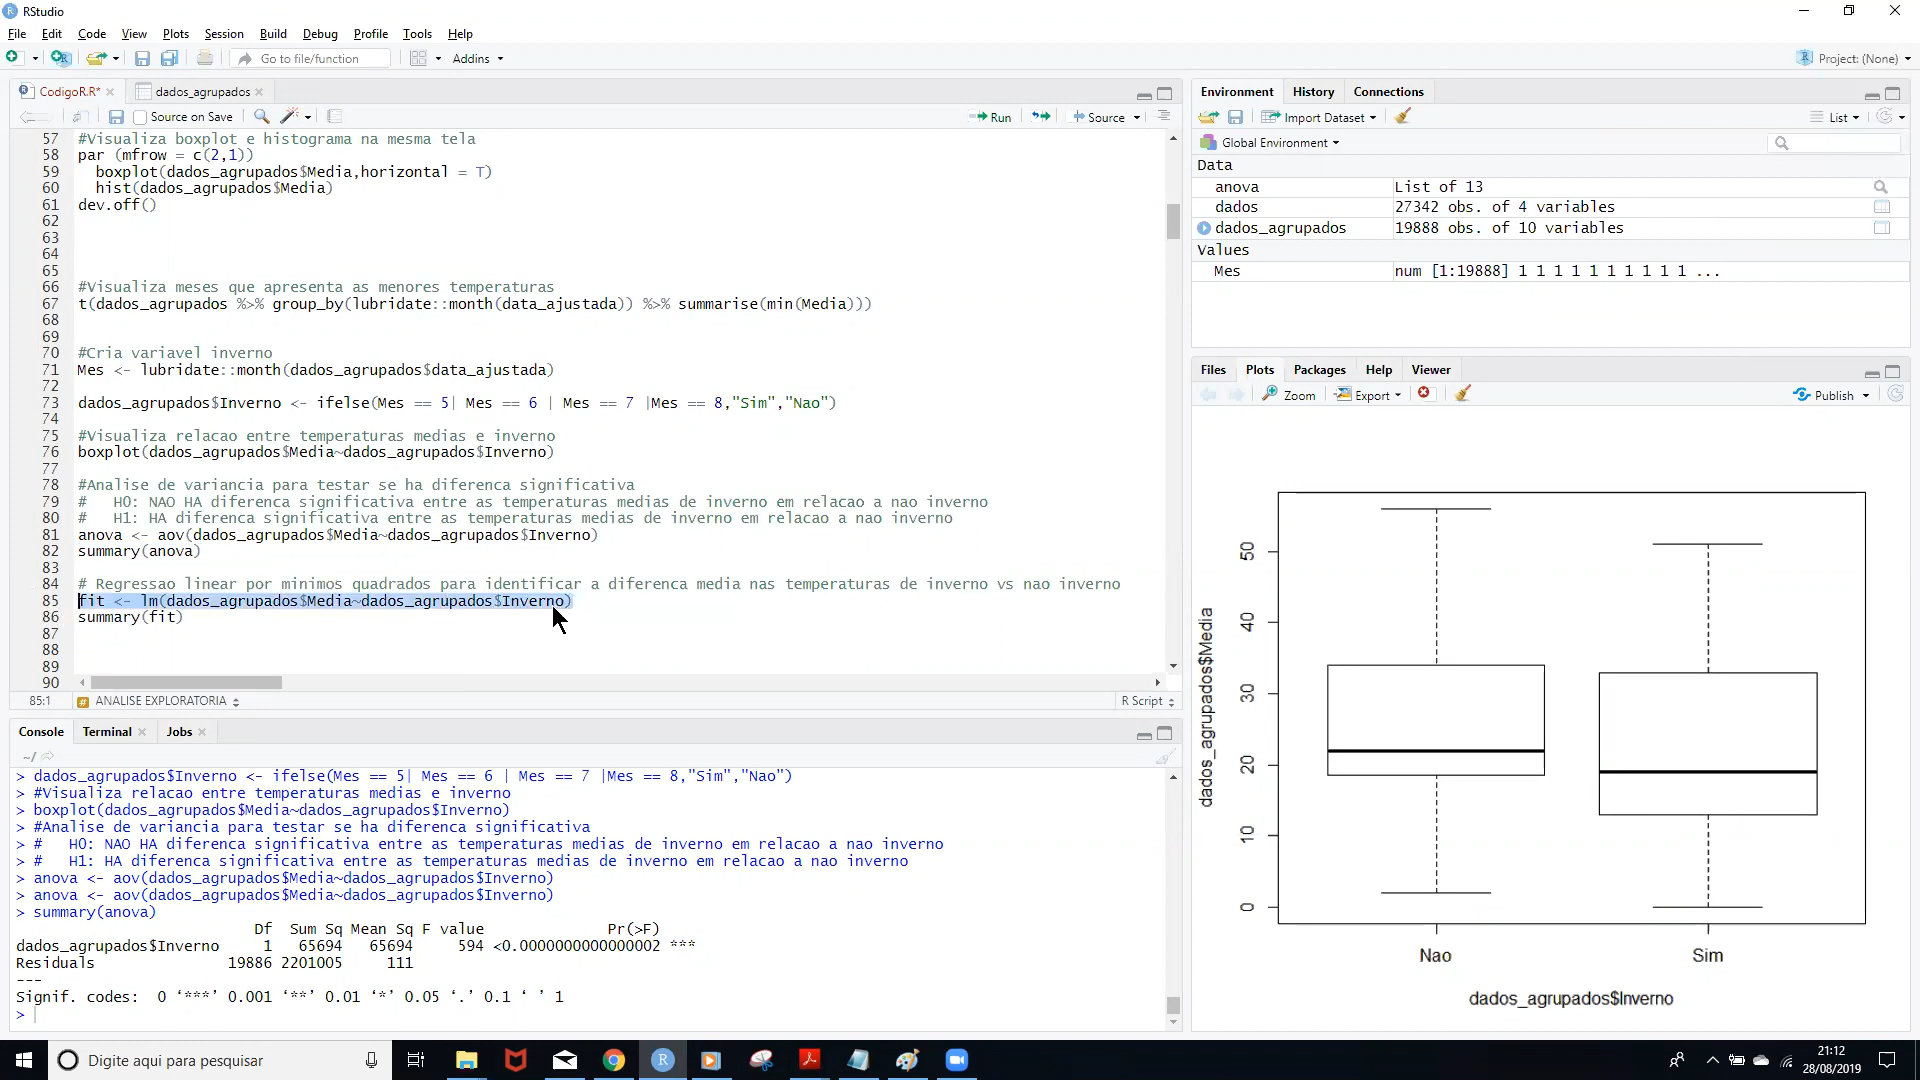 RStudio
File Edit Code View Plots Session Build Debug Profile Tools Help
Go to file/function Addins Project: (None)
CodigoR.R* dados_agrupados
Source on Save Run Source
57 #Visualiza boxplot e histograma na mesma tela
58 par (mfrow = c(2,1))
59 boxplot(dados_agrupados$Media,horizontal = T)
60 hist(dados_agrupados$Media)
61 dev.off()
62
63
64
65
66 #Visualiza meses que apresenta as menores temperaturas
67 t(dados_agrupados %>% group_by(lubridate::month(data_ajustada)) %>% summarise(min(Media)))
68
69
70 #Cria variavel inverno
71 Mes <- lubridate::month(dados_agrupados$data_ajustada)
72
73 dados_agrupados$Inverno <- ifelse(Mes == 5| Mes == 6 | Mes == 7 |Mes == 8,"Sim","Nao")
74
75 #Visualiza relacao entre temperaturas medias e inverno
76 boxplot(dados_agrupados$Media~dados_agrupados$Inverno)
77
78 #Analise de variancia para testar se ha diferenca significativa
79 # H0: NAO HA diferenca significativa entre as temperaturas medias de inverno em relacao a nao inverno
80 # H1: HA diferenca significativa entre as temperaturas medias de inverno em relacao a nao inverno
81 anova <- aov(dados_agrupados$Media~dados_agrupados$Inverno)
82 summary(anova)
83
84 # Regressao linear por minimos quadrados para identificar a diferenca media nas temperaturas de inverno vs nao inverno
85 fit <- lm(dados_agrupados$Media~dados_agrupados$Inverno)
86 summary(fit)
87
88
89
90
85:1 # ANALISE EXPLORATORIA R Script
Console Terminal Jobs
~/
> dados_agrupados$Inverno <- ifelse(Mes == 5| Mes == 6 | Mes == 7 |Mes == 8,"Sim","Nao")
> #Visualiza relacao entre temperaturas medias e inverno
> boxplot(dados_agrupados$Media~dados_agrupados$Inverno)
> #Analise de variancia para testar se ha diferenca significativa
> # H0: NAO HA diferenca significativa entre as temperaturas medias de inverno em relacao a nao inverno
> # H1: HA diferenca significativa entre as temperaturas medias de inverno em relacao a nao inverno
> anova <- aov(dados_agrupados$Media~dados_agrupados$Inverno)
> anova <- aov(dados_agrupados$Media~dados_agrupados$Inverno)
> summary(anova)
Df Sum Sq Mean Sq F value Pr(>F)
dados_agrupados$Inverno 1 65694 65694 594 <0.0000000000000002 ***
Residuals 19886 2201005 111
---
Signif. codes: 0 ‘***’ 0.001 ‘**’ 0.01 ‘*’ 0.05 ‘.’ 0.1 ‘ ’ 1
>
Environment History Connections
Import Dataset List
Global Environment
Data
anova List of 13
dados 27342 obs. of 4 variables
dados_agrupados 19888 obs. of 10 variables
Values
Mes num [1:19888] 1 1 1 1 1 1 1 1 1 1 ...
Files Plots Packages Help Viewer
Zoom Export Publish
dados_agrupados$Media
50
40
30
20
10
0
Nao Sim
dados_agrupados$Inverno
Digite aqui para pesquisar
21:12
28/08/2019